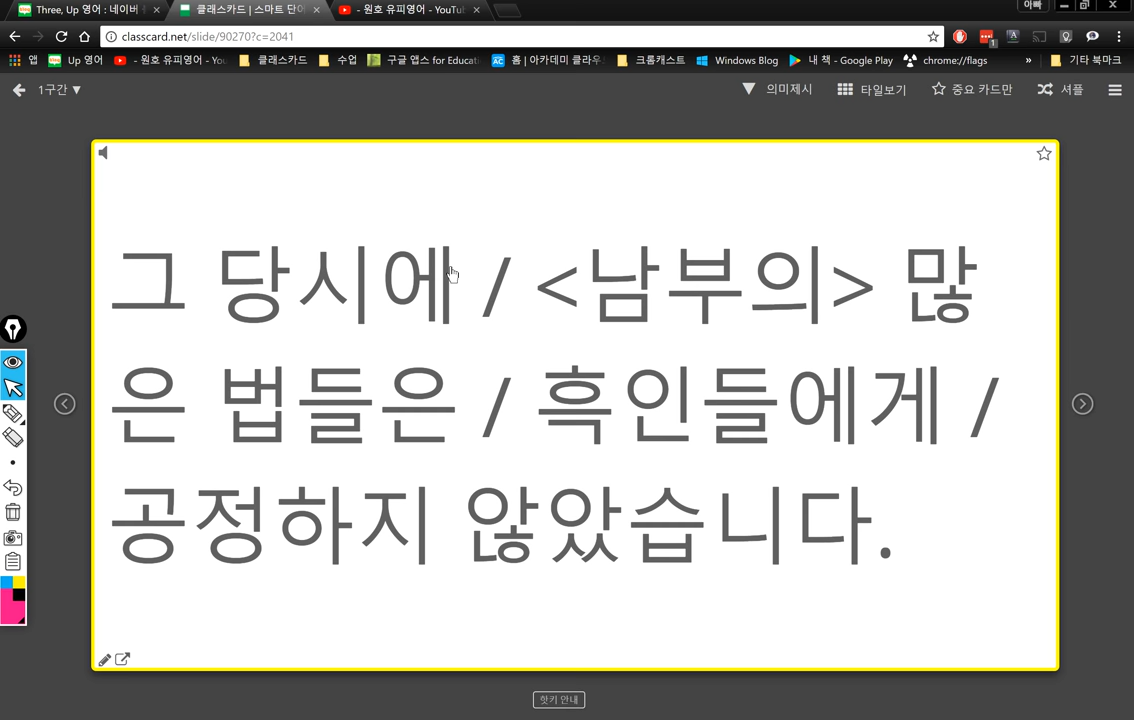 Three, Up 영어 : 네이버
클래스카드 | 스마트 단어
- 원호 유피영어 - YouTu
아빠
classcard.net/slide/90270?c=2041
앱 Up 영어 - 원호 유피영어 - You 클래스카드 수업 구글 앱스 for Educati 홈 | 아카데미 클라우 크롬캐스트 Windows Blog 내 책 - Google Play chrome://flags » 기타 북마크
1구간 ▼ ▼ 의미제시 타일보기 중요 카드만 셔플
그 당시에 / <남부의> 많
은 법들은 / 흑인들에게 /
공정하지 않았습니다.
핫키 안내